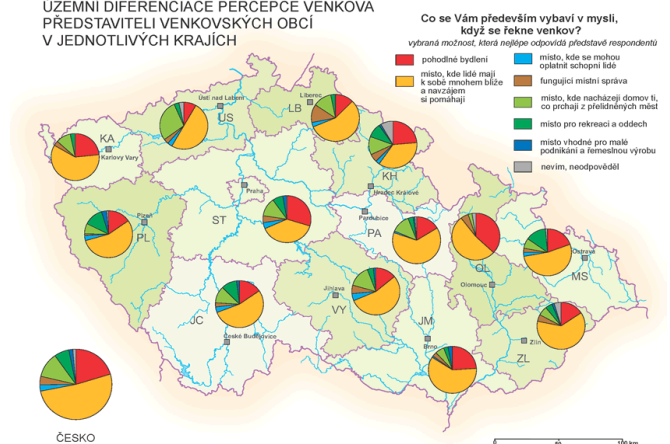 ÚZEMNÍ DIFERENCIACE PERCEPCE VENKOVA
PŘEDSTAVITELI VENKOVSKÝCH OBCÍ
V JEDNOTLIVÝCH KRAJÍCH
Co se Vám především vybaví v mysli,
když se řekne venkov?
vybraná možnost, která nejlépe odpovídá představě respondentů
pohodlné bydlení
místo, kde lidé mají
k sobě mnohem blíže
a navzájem
si pomáhají
místo, kde se mohou
oplatnit schopní lidé
fungující místní správa
místo, kde nacházejí domov ti,
co prchají z přelidněných měst
místo pro rekreaci a oddech
místo vhodné pro malé
podnikání a řemeslnou výrobu
nevím, neodpověděl
Ústí nad Labem
ÚS
Liberec
LB
KA
Karlovy Vary
KH
Hradec Králové
Praha
ST
Pardubice
PA
Plzeň
PL
OL
Olomouc
Ostrava
MS
Jihlava
VY
JC
České Budějovice
JM
Brno
Zlín
ZL
ČESKO
0 50 100 km